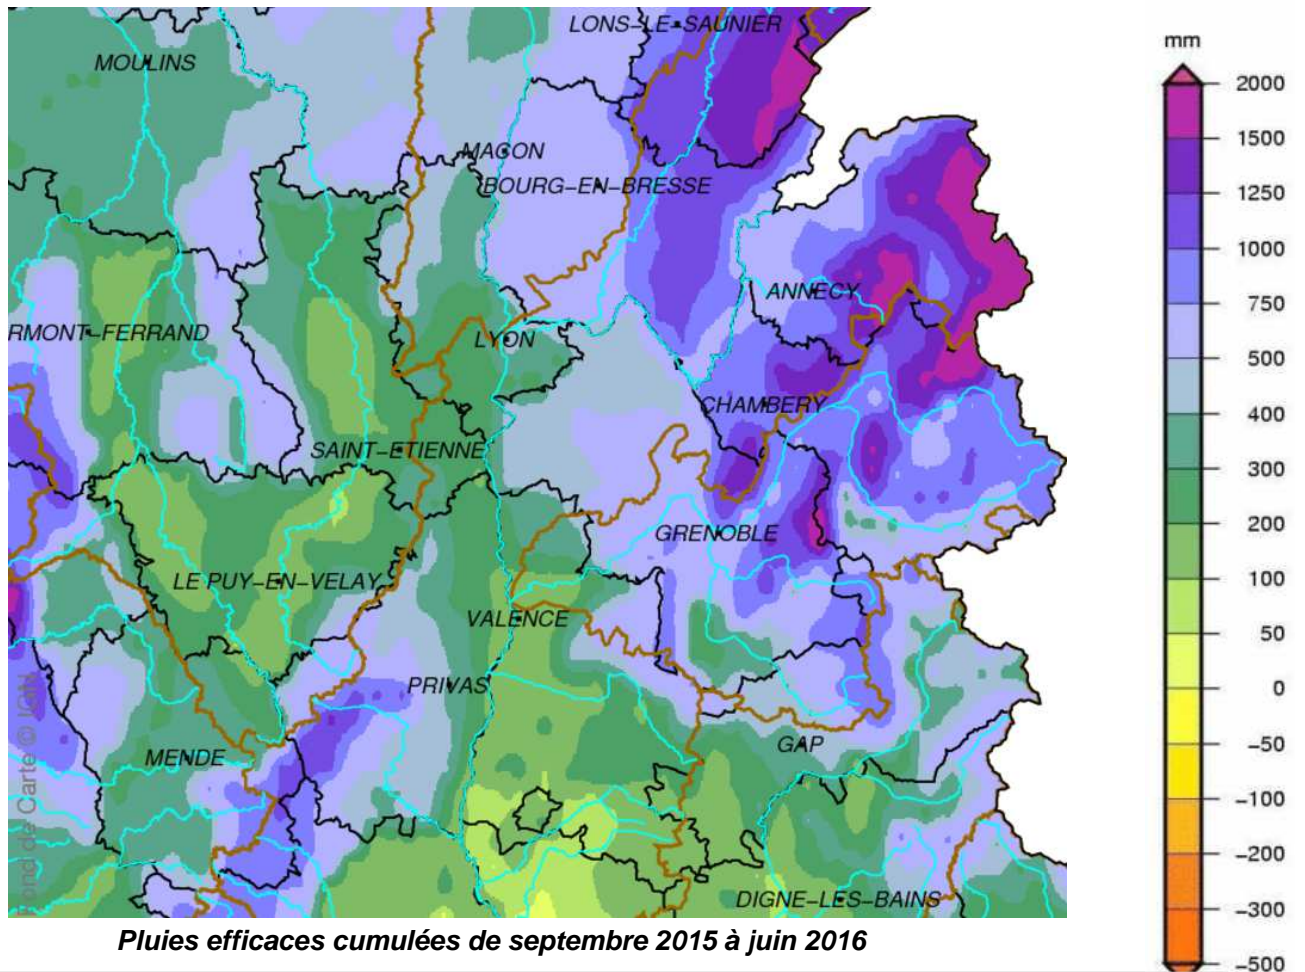 LONS-LE-SAUNIER
mm
MOULINS
2000
1500
MACON
1250
BOURG-EN-BRESSE
1000
ANNECY
750
RMONT-FERRAND
LYON
500
CHAMBERY
400
SAINT-ETIENNE
300
GRENOBLE
200
LE PUY-EN-VELAY
100
VALENCE
50
PRIVAS
0
GAP
-50
MENDE
-100
-200
DIGNE-LES-BAINS
-300
-500
Fond de Carte © IGN
Pluies efficaces cumulées de septembre 2015 à juin 2016